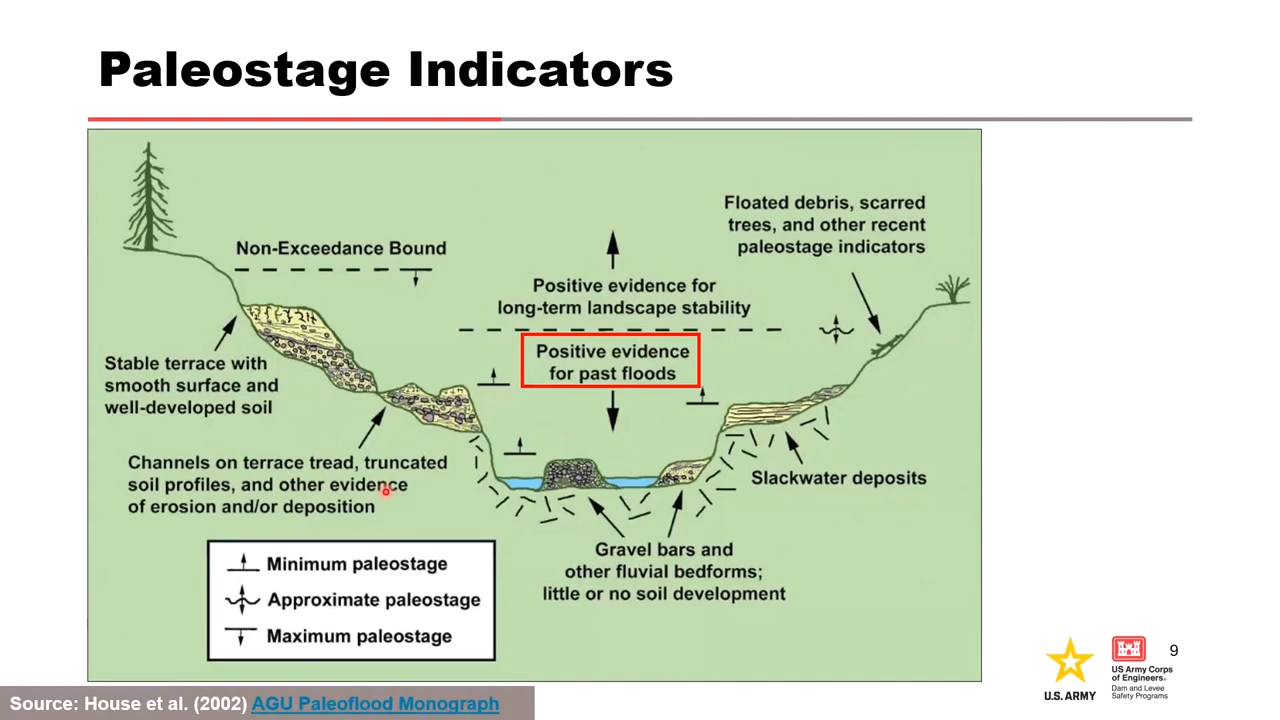 Paleostage Indicators
Non-Exceedance Bound
Floated debris, scarred
trees, and other recent
paleostage indicators
Positive evidence for
long-term landscape stability
Positive evidence
for past floods
Stable terrace with
smooth surface and
well-developed soil
Channels on terrace tread, truncated
soil profiles, and other evidence
of erosion and/or deposition
Slackwater deposits
Gravel bars and
other fluvial bedforms;
little or no soil development
Minimum paleostage
Approximate paleostage
Maximum paleostage
9
U.S. ARMY
US Army Corps
of Engineers®
Dam and Levee
Safety Programs
Source: House et al. (2002) AGU Paleoflood Monograph